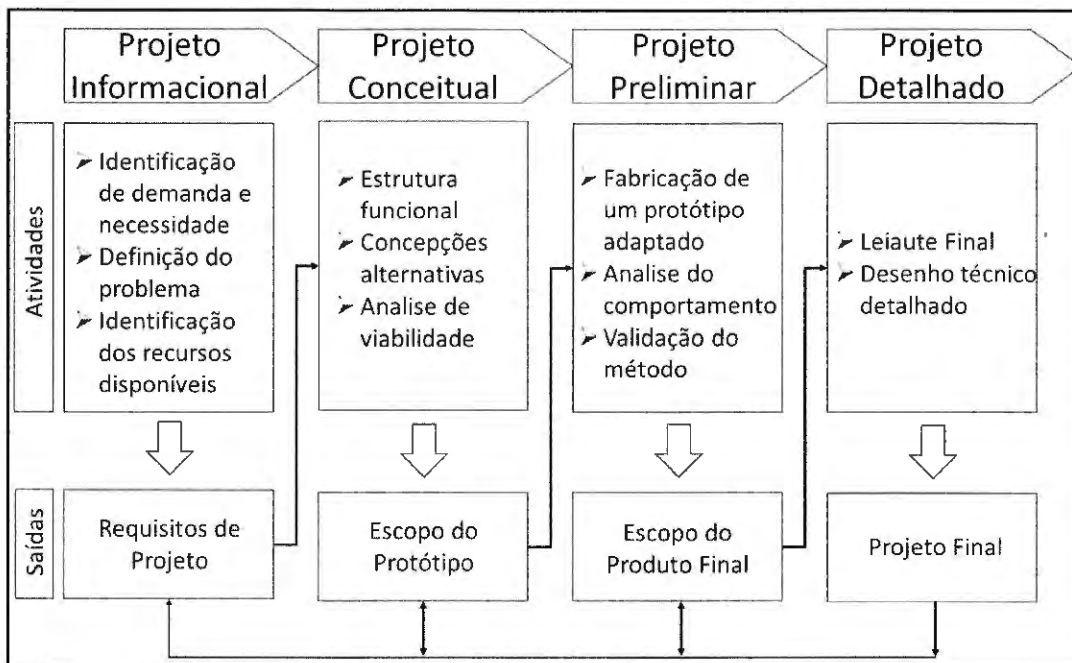 Projeto
Informacional
Projeto
Conceitual
Projeto
Preliminar
Projeto
Detalhado
Atividades
➤ Identificação
de demanda e
necessidade
➤ Definição do
problema
➤ Identificação
dos recursos
disponíveis
➤ Estrutura
funcional
➤ Concepções
alternativas
➤ Analise de
viabilidade
➤ Fabricação de
um protótipo
adaptado
➤ Analise do
comportamento
➤ Validação do
método
➤ Leiaute Final
➤ Desenho técnico
detalhado
Saídas
Requisitos de
Projeto
Escopo do
Protótipo
Escopo do
Produto Final
Projeto Final